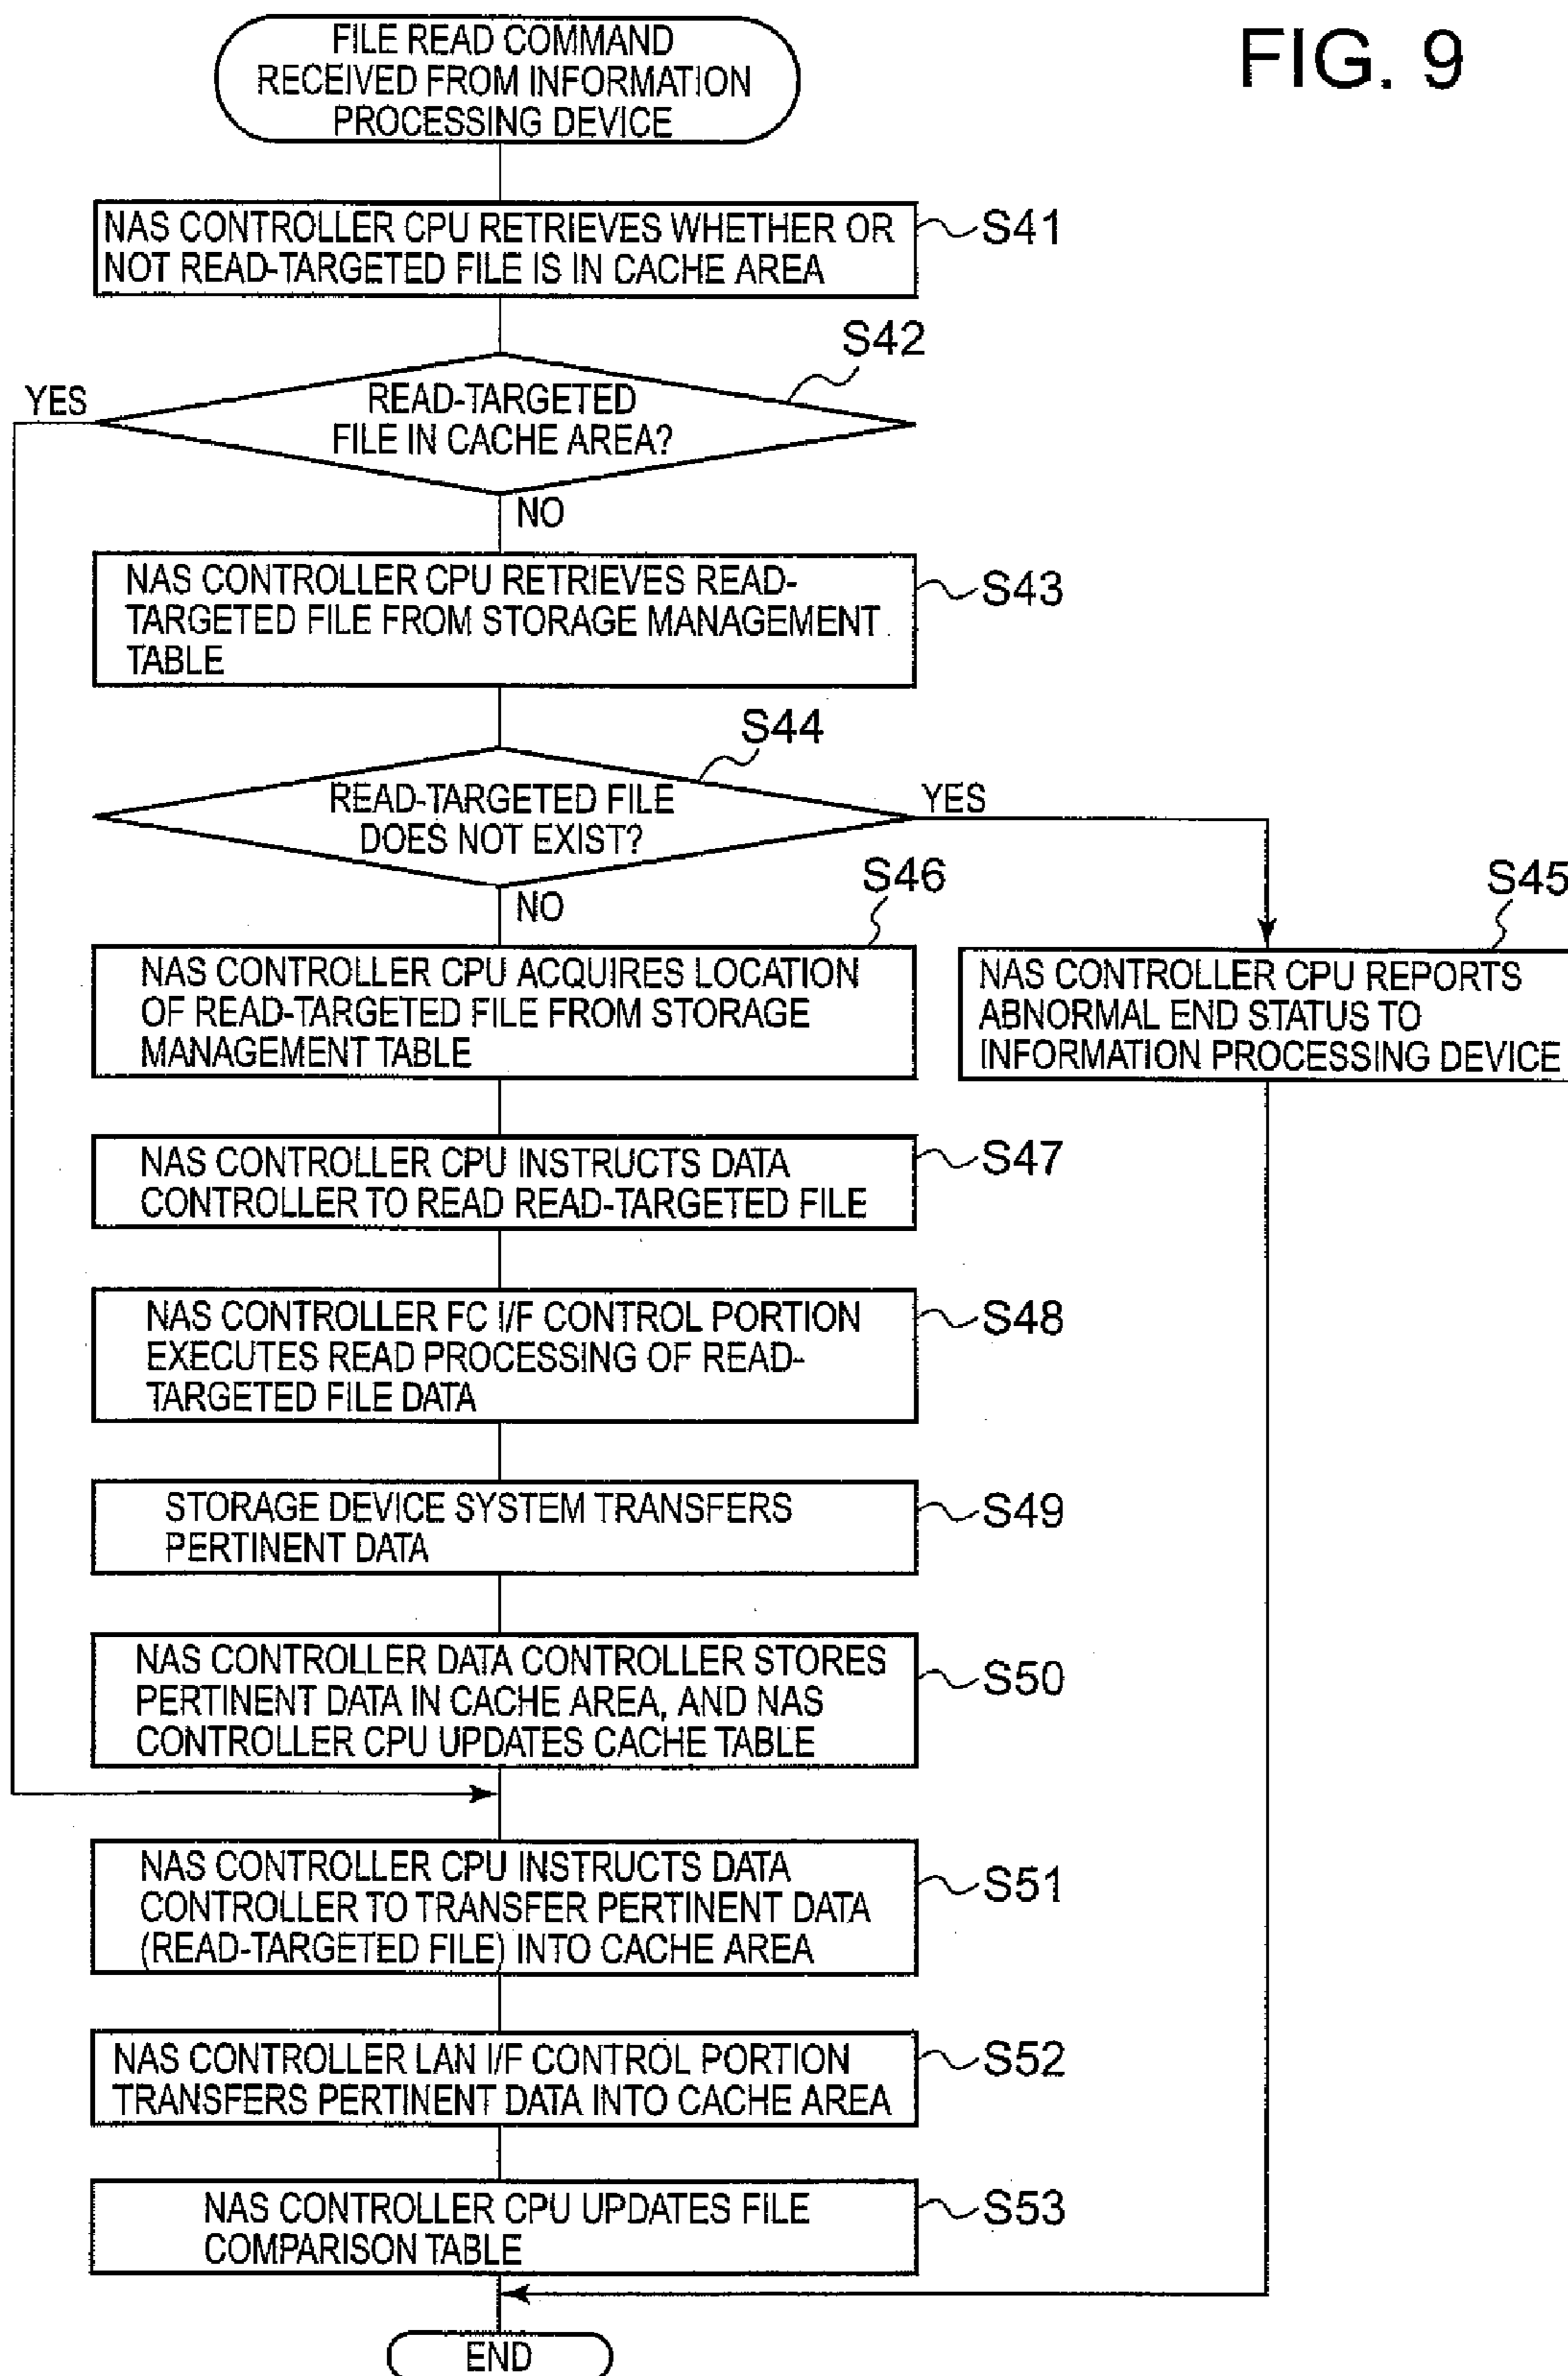 FIG. 9
FILE READ COMMAND
RECEIVED FROM INFORMATION
PROCESSING DEVICE
NAS CONTROLLER CPU RETRIEVES WHETHER OR
NOT READ-TARGETED FILE IS IN CACHE AREA
S41
S42
YES
READ-TARGETED
FILE IN CACHE AREA?
NO
NAS CONTROLLER CPU RETRIEVES READ-
TARGETED FILE FROM STORAGE MANAGEMENT
TABLE
S43
S44
READ-TARGETED FILE
DOES NOT EXIST?
YES
NO
S46
S45
NAS CONTROLLER CPU ACQUIRES LOCATION
OF READ-TARGETED FILE FROM STORAGE
MANAGEMENT TABLE
NAS CONTROLLER CPU REPORTS
ABNORMAL END STATUS TO
INFORMATION PROCESSING DEVICE
NAS CONTROLLER CPU INSTRUCTS DATA
CONTROLLER TO READ READ-TARGETED FILE
S47
NAS CONTROLLER FC I/F CONTROL PORTION
EXECUTES READ PROCESSING OF READ-
TARGETED FILE DATA
S48
STORAGE DEVICE SYSTEM TRANSFERS
PERTINENT DATA
S49
NAS CONTROLLER DATA CONTROLLER STORES
PERTINENT DATA IN CACHE AREA, AND NAS
CONTROLLER CPU UPDATES CACHE TABLE
S50
NAS CONTROLLER CPU INSTRUCTS DATA
CONTROLLER TO TRANSFER PERTINENT DATA
(READ-TARGETED FILE) INTO CACHE AREA
S51
NAS CONTROLLER LAN I/F CONTROL PORTION
TRANSFERS PERTINENT DATA INTO CACHE AREA
S52
NAS CONTROLLER CPU UPDATES FILE
COMPARISON TABLE
S53
END